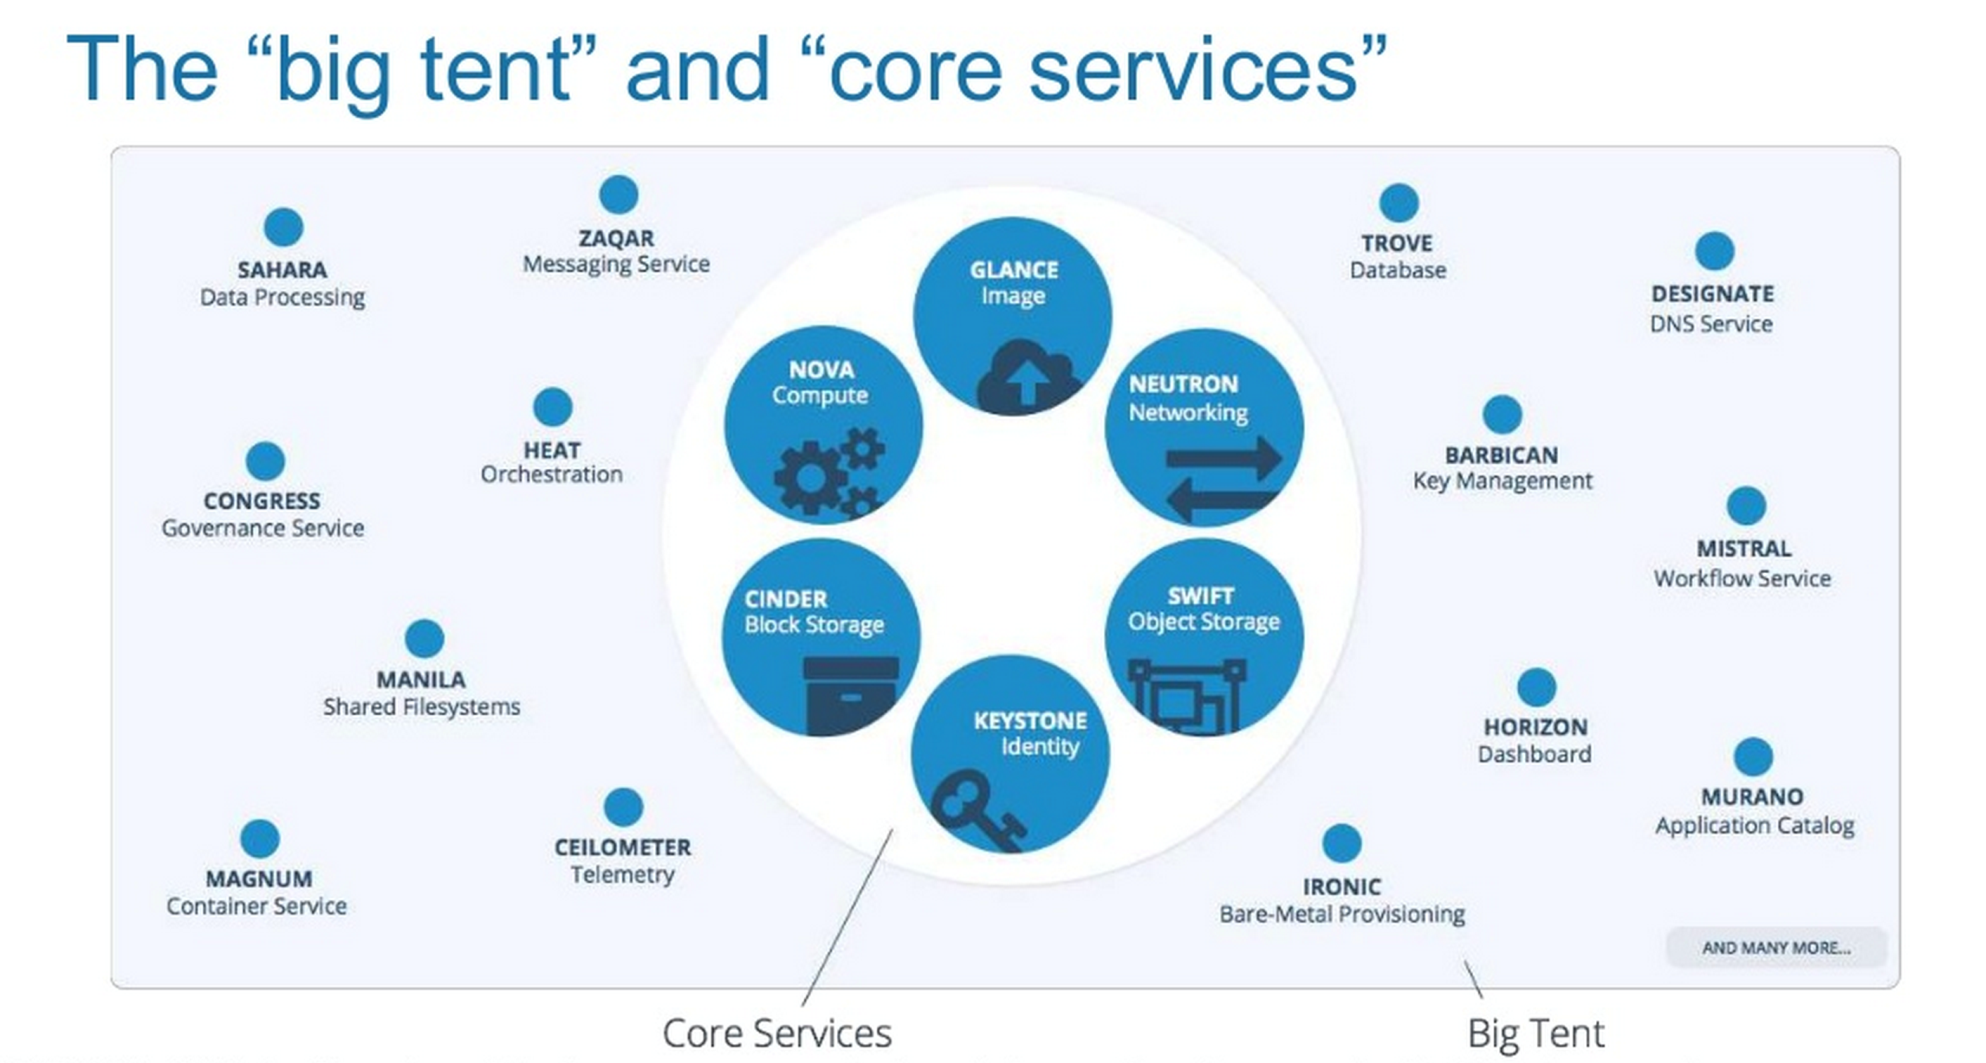 The “big tent” and “core services”
SAHARA
Data Processing
ZAQAR
Messaging Service
GLANCE
Image
TROVE
Database
DESIGNATE
DNS Service
NOVA
Compute
NEUTRON
Networking
HEAT
Orchestration
BARBICAN
Key Management
CONGRESS
Governance Service
MISTRAL
Workflow Service
CINDER
Block Storage
SWIFT
Object Storage
MANILA
Shared Filesystems
KEYSTONE
Identity
HORIZON
Dashboard
MURANO
Application Catalog
CEILOMETER
Telemetry
MAGNUM
Container Service
IRONIC
Bare-Metal Provisioning
AND MANY MORE...
Core Services
Big Tent